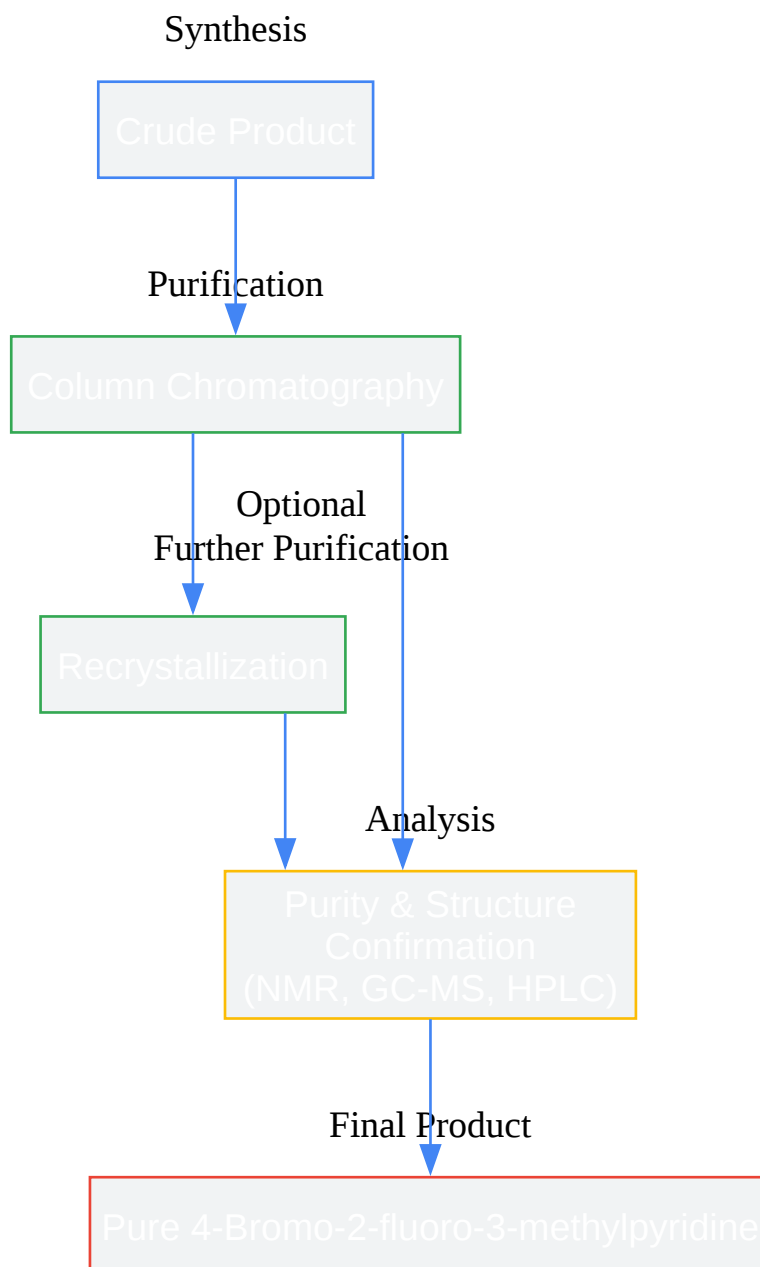 Synthesis
Crude Product
Purification
Column Chromatography
Optional
Further Purification
Recrystallization
Analysis
Purity & Structure
Confirmation
(NMR, GC-MS, HPLC)
Final Product
Pure 4-Bromo-2-fluoro-3-methylpyridine